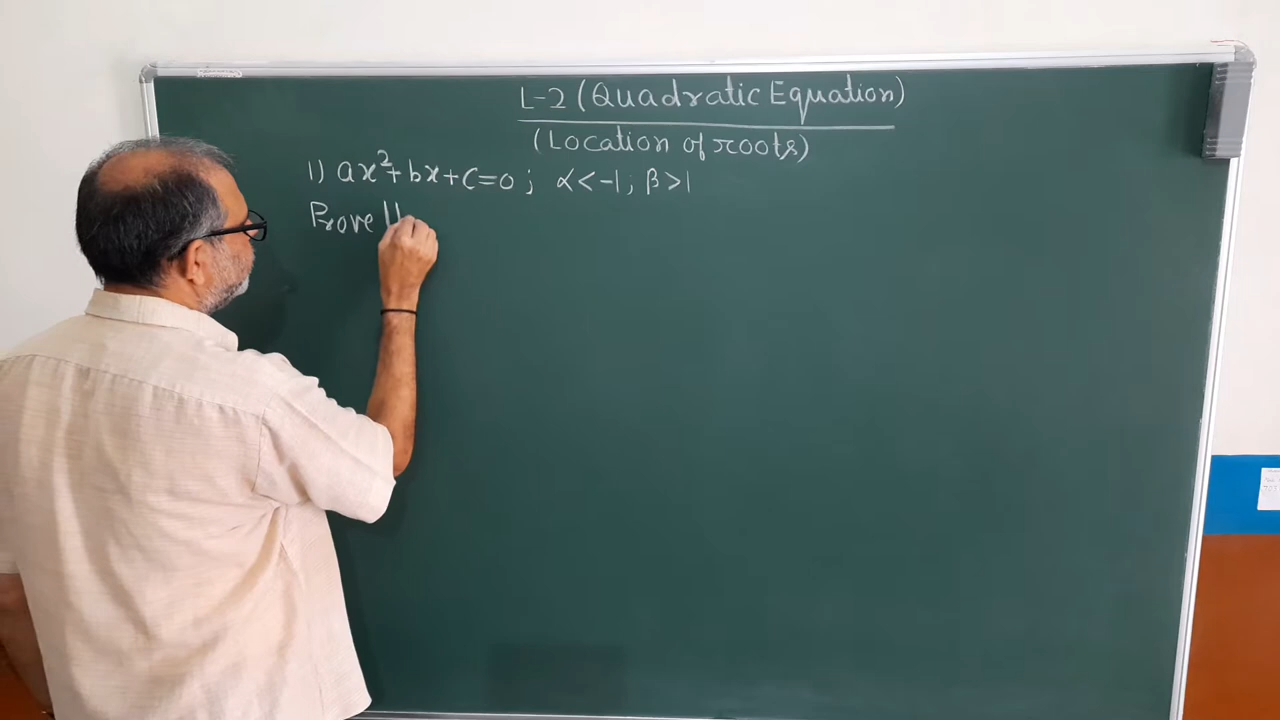 L-2 (Quadratic Equation)
(Location of roots)
1) ax²+bx+c=0 ; α<-1 ; β>1
Prove